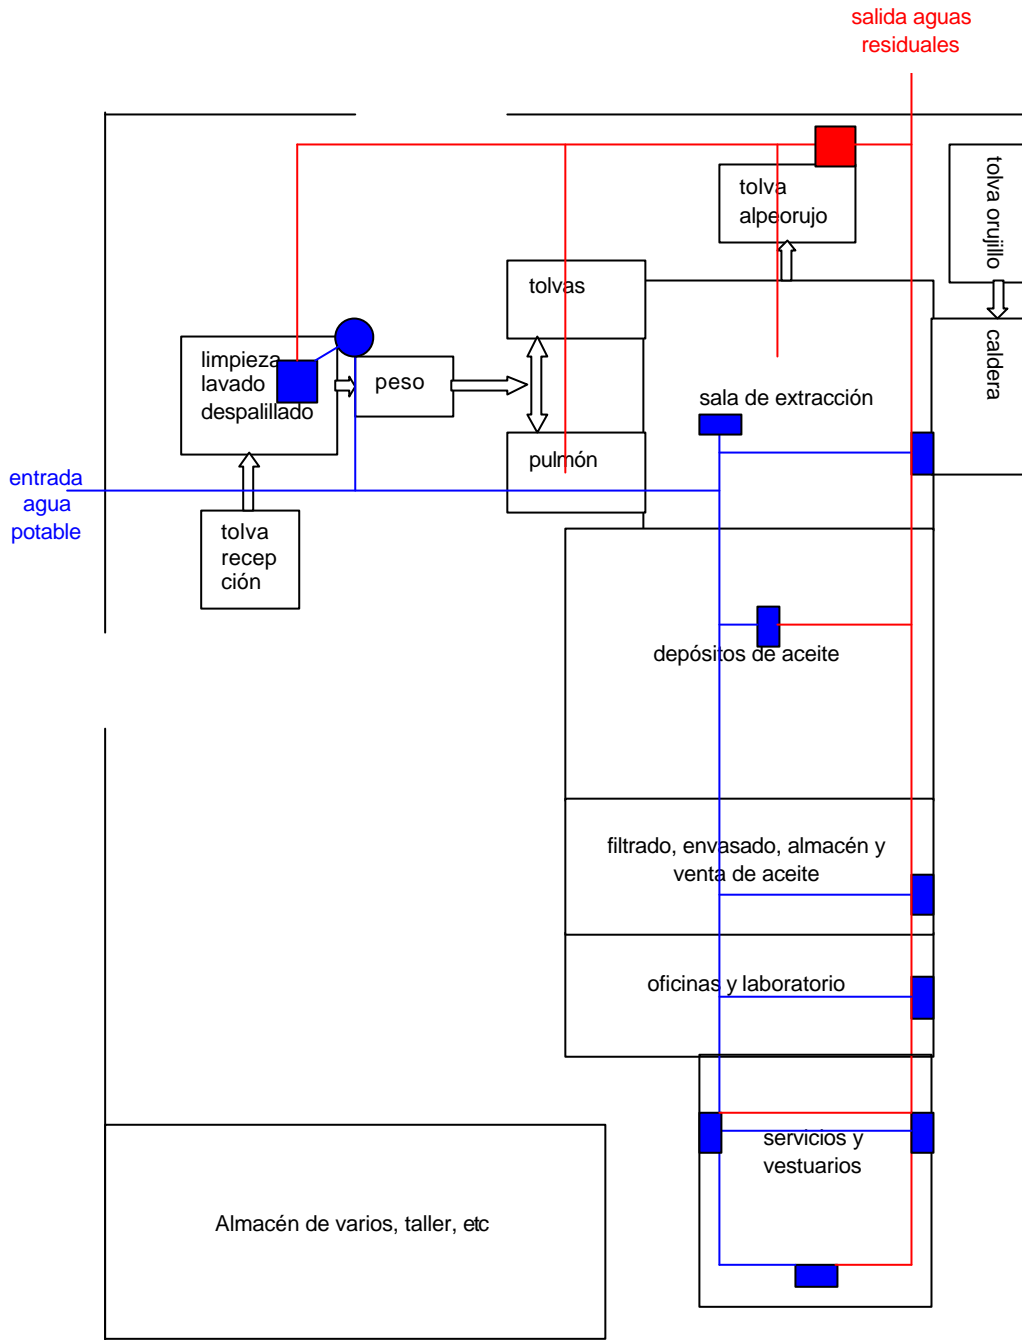 salida aguas
residuales
tolva
alpeorujo
tolva orujillo
tolvas
limpieza
lavado
despalillado
peso
caldera
sala de extracción
pulmón
entrada
agua
potable
tolva
recep
ción
depósitos de aceite
filtrado, envasado, almacén y
venta de aceite
oficinas y laboratorio
servicios y
vestuarios
Almacén de varios, taller, etc